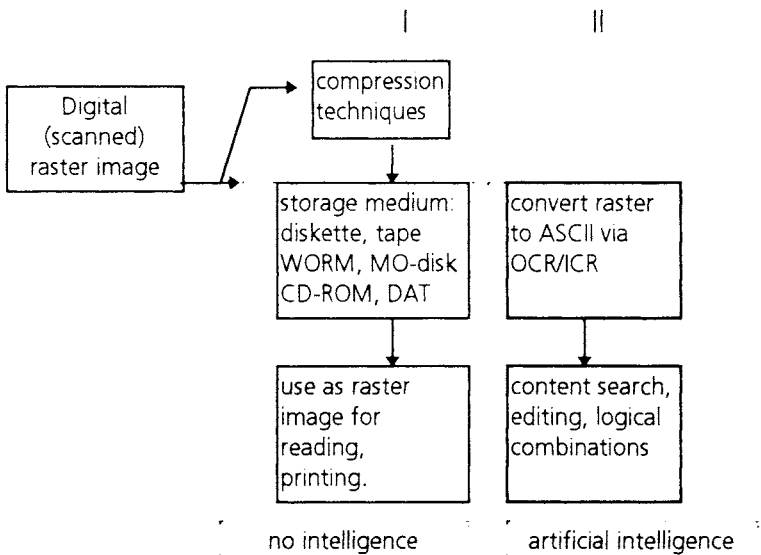 I II
Digital
(scanned)
raster image
compression
techniques
storage medium:
diskette, tape
WORM, MO-disk
CD-ROM, DAT
convert raster
to ASCII via
OCR/ICR
use as raster
image for
reading,
printing.
content search,
editing, logical
combinations
no intelligence
artificial intelligence